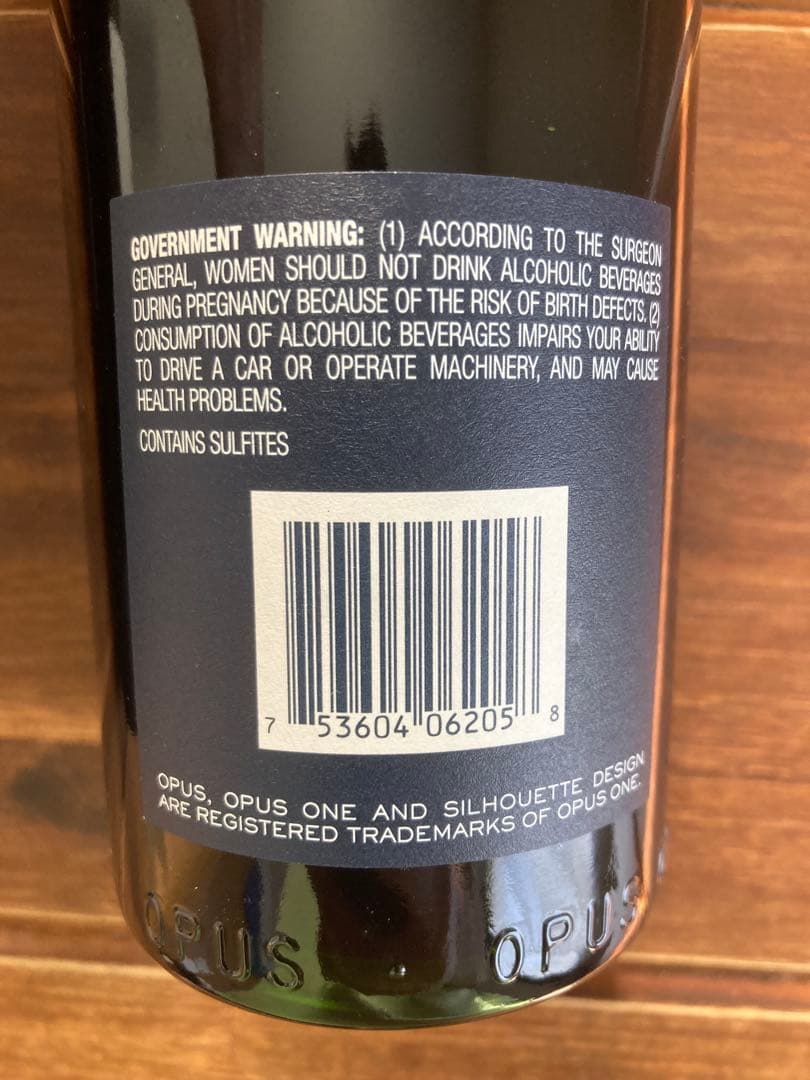 GOVERNMENT WARNING: (1) ACCORDING TO THE SURGEON
GENERAL, WOMEN SHOULD NOT DRINK ALCOHOLIC BEVERAGES
DURING PREGNANCY BECAUSE OF THE RISK OF BIRTH DEFECTS. (2)
CONSUMPTION OF ALCOHOLIC BEVERAGES IMPAIRS YOUR ABILITY
TO DRIVE A CAR OR OPERATE MACHINERY, AND MAY CAUSE
HEALTH PROBLEMS.
CONTAINS SULFITES
7 53604 06205 8
OPUS, OPUS ONE AND SILHOUETTE DESIGN
ARE REGISTERED TRADEMARKS OF OPUS ONE.
OPUS · OPUS